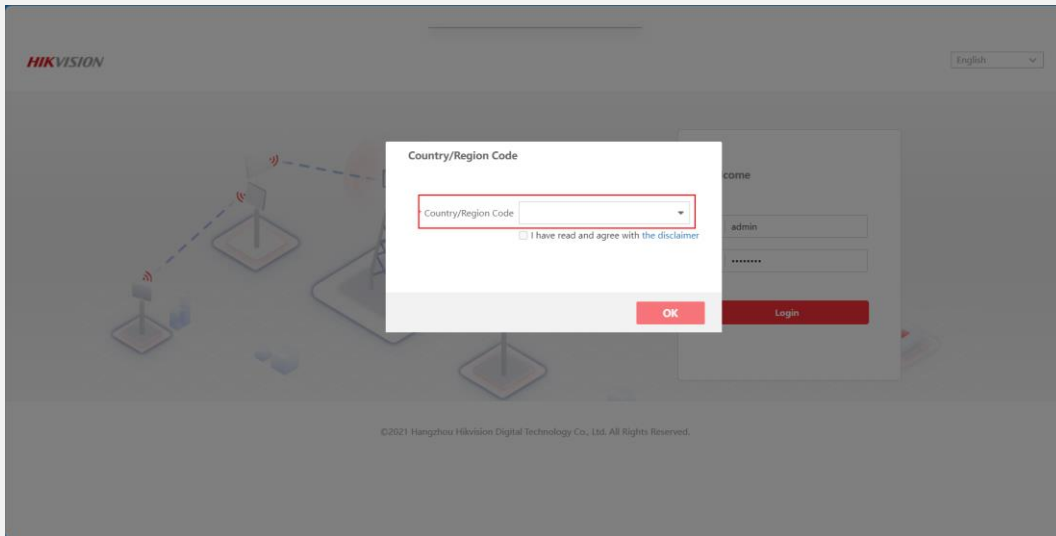 HIKVISION
English
Country/Region Code
* Country/Region Code
I have read and agree with the disclaimer
OK
come
admin
Login
©2021 Hangzhou Hikvision Digital Technology Co., Ltd. All Rights Reserved.